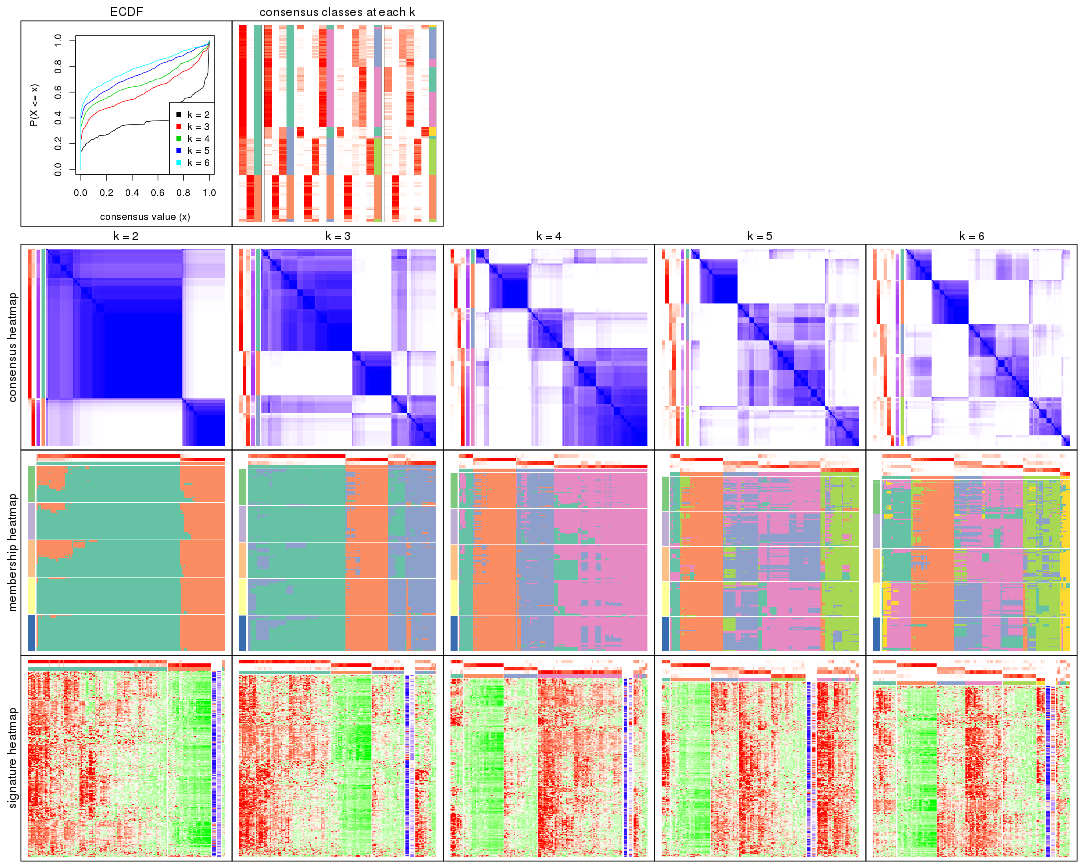 ECDF
consensus classes at each k
P(X <= x)
0.0 0.2 0.4 0.6 0.8 1.0
k = 2
k = 3
k = 4
k = 5
k = 6
0.0 0.2 0.4 0.6 0.8 1.0
consensus value (x)
k = 2 k = 3 k = 4 k = 5 k = 6
consensus heatmap
membership heatmap
signature heatmap